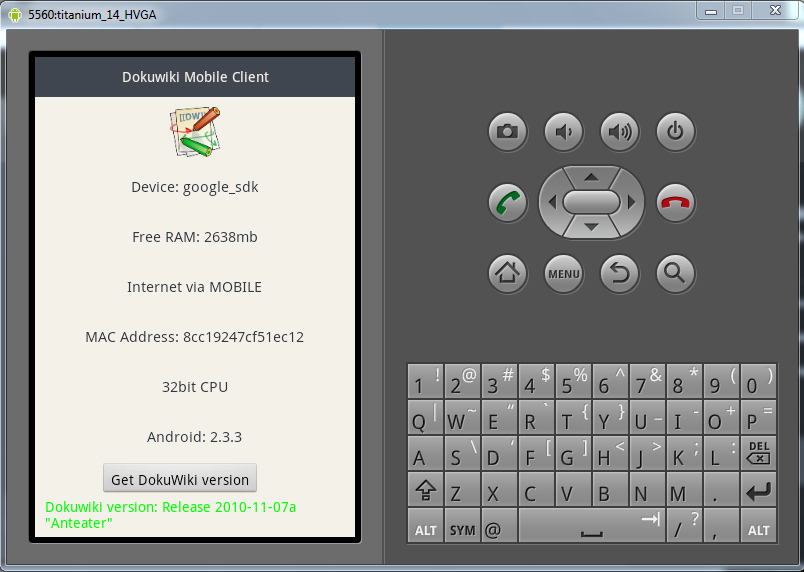 5560:titanium_14_HVGA
Dokuwiki Mobile Client
Device: google_sdk
Free RAM: 2638mb
Internet via MOBILE
MAC Address: 8cc19247cf51ec12
32bit CPU
Android: 2.3.3
Get DokuWiki version
Dokuwiki version: Release 2010-11-07a
"Anteater"
MENU
1 ! 2 @ 3 # 4 $ 5 % 6 ^ 7 & 8 * 9 ( 0 )
Q | W ~ E “ R ` T { Y } U _ I - O + P =
A S \ D ‘ F [ G ] H < J > K ; L : DEL
Z X C V B N M .
ALT SYM @ / ? , ALT